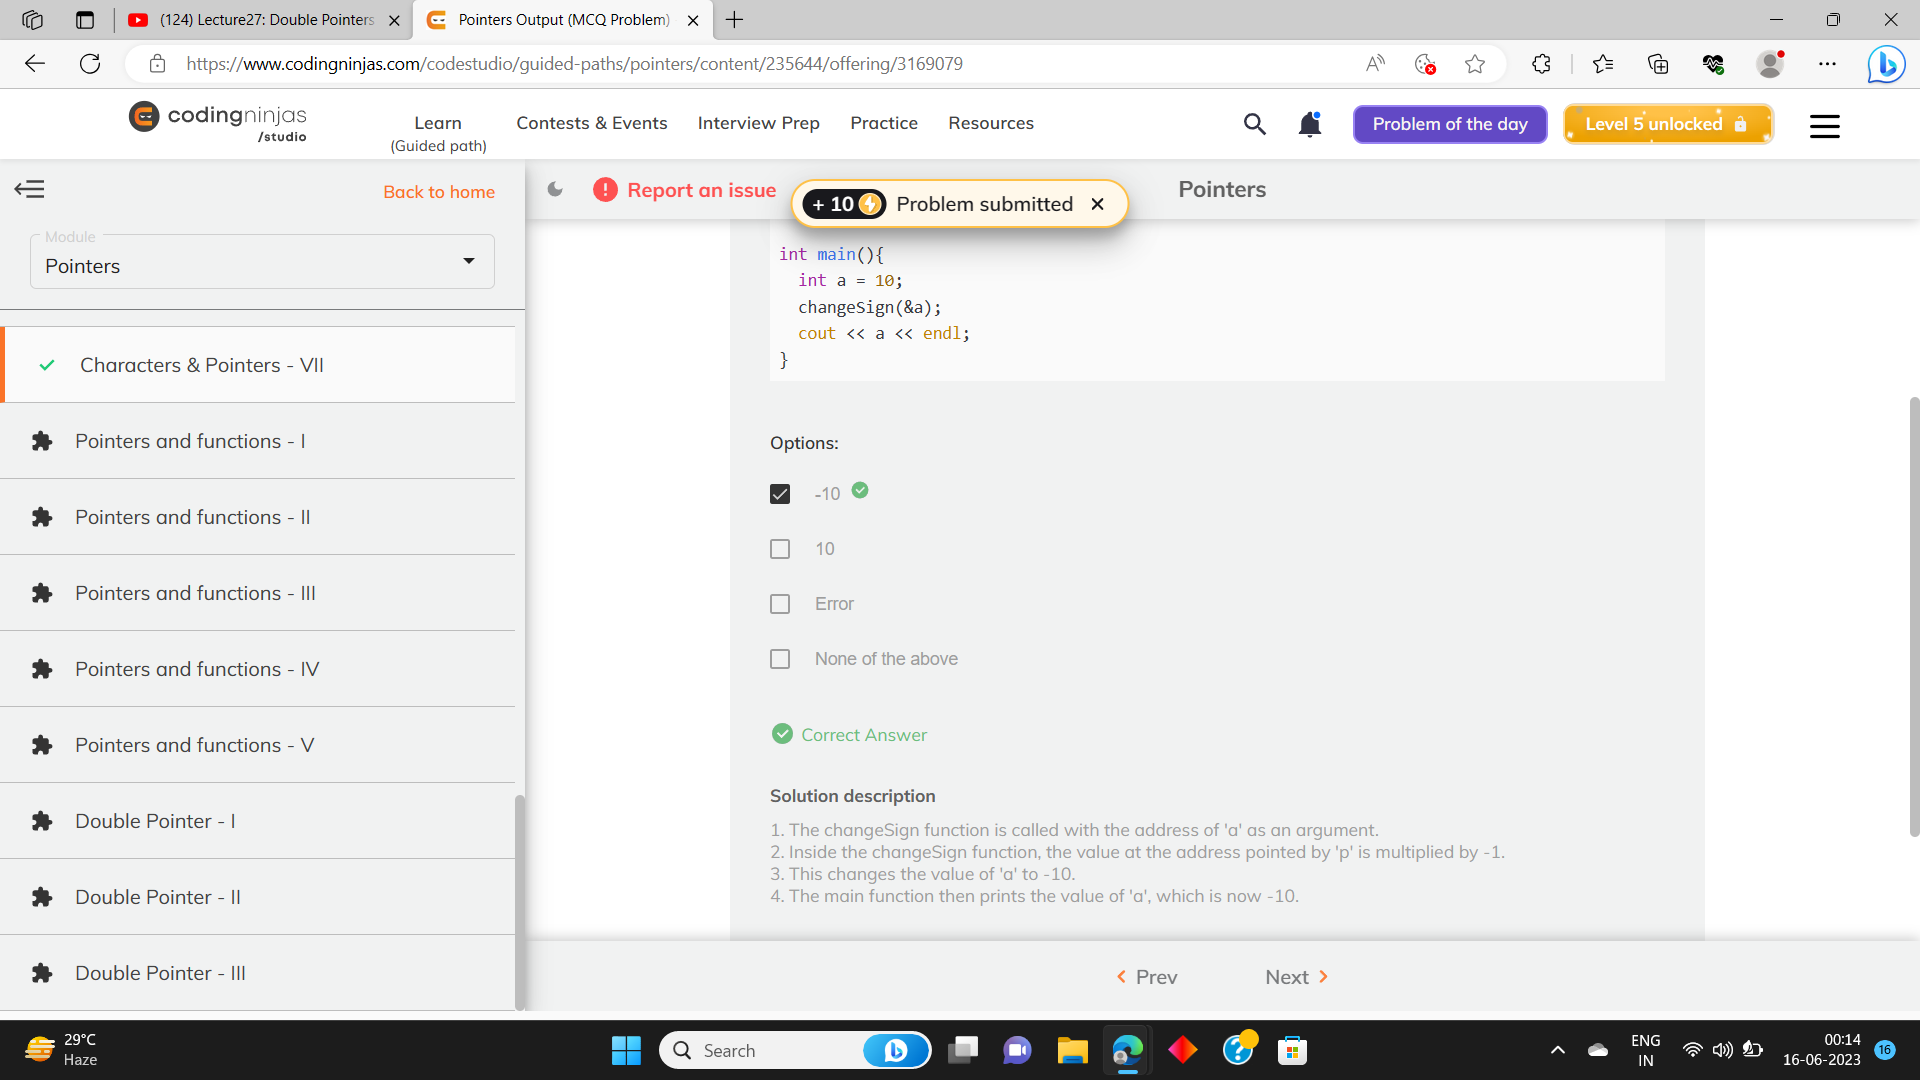 (124) Lecture27: Double Pointers
Pointers Output (MCQ Problem)
https://www.codingninjas.com/codestudio/guided-paths/pointers/content/235644/offering/3169079
codingninjas
/studio
Learn
(Guided path)
Contests & Events
Interview Prep
Practice
Resources
Problem of the day
Level 5 unlocked
Back to home
Report an issue
+ 10
Problem submitted
Pointers
Module
Pointers
Characters & Pointers - VII
Pointers and functions - I
Pointers and functions - II
Pointers and functions - III
Pointers and functions - IV
Pointers and functions - V
Double Pointer - I
Double Pointer - II
Double Pointer - III
int main(){
int a = 10;
changeSign(&a);
cout << a << endl;
}
Options:
-10
10
Error
None of the above
Correct Answer
Solution description
1. The changeSign function is called with the address of 'a' as an argument.
2. Inside the changeSign function, the value at the address pointed by 'p' is multiplied by -1.
3. This changes the value of 'a' to -10.
4. The main function then prints the value of 'a', which is now -10.
Prev
Next
29°C
Haze
Search
ENG
IN
00:14
16-06-2023
16